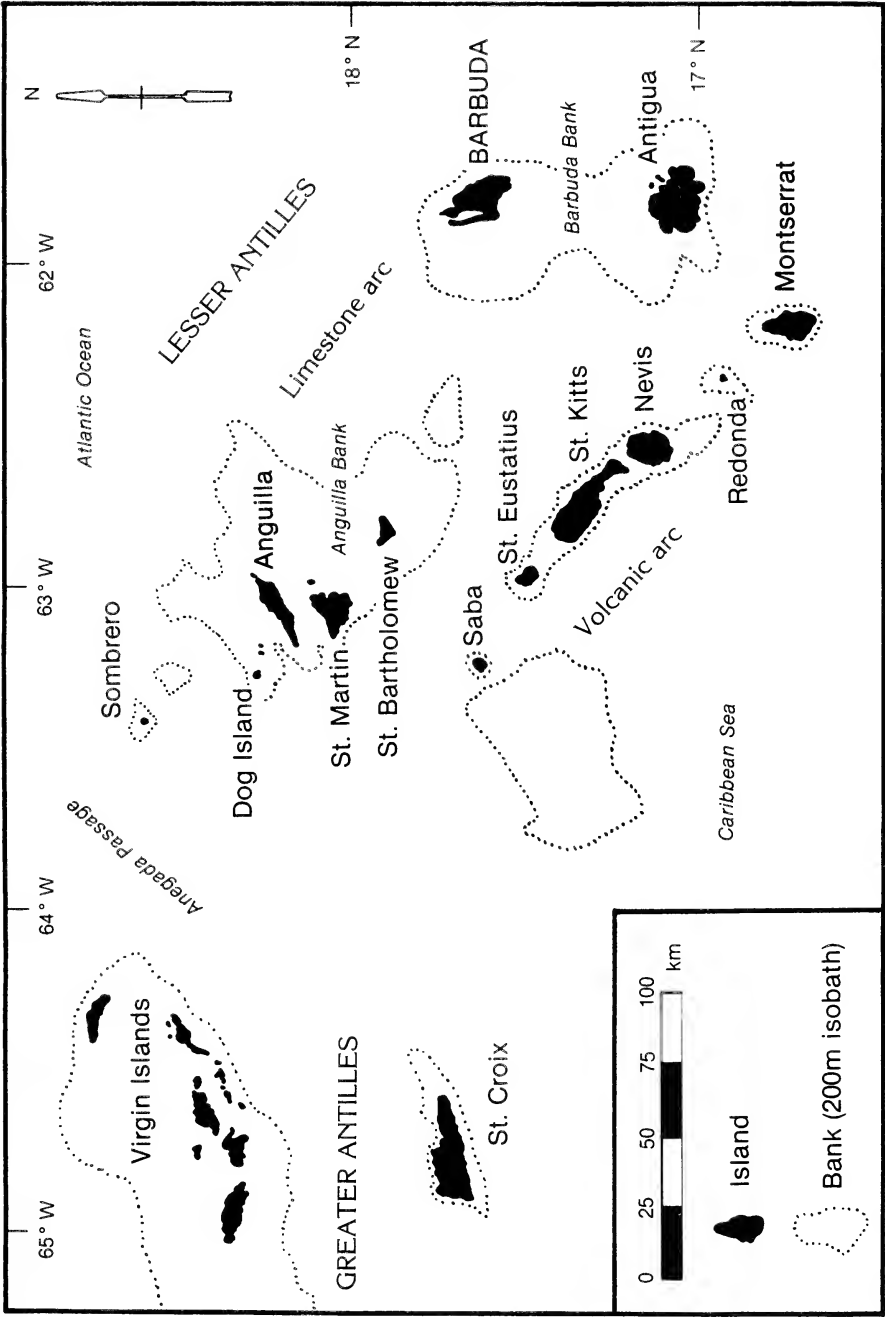 65° W
64° W
63° W
62° W
N
18° N
17° N
Anegada Passage
Sombrero
Atlantic Ocean
LESSER ANTILLES
Limestone arc
Virgin Islands
Dog Island
Anguilla
St. Martin
Anguilla Bank
St. Bartholomew
BARBUDA
Barbuda Bank
Antigua
GREATER ANTILLES
St. Croix
Saba
St. Eustatius
St. Kitts
Nevis
Volcanic arc
Redonda
Montserrat
Caribbean Sea
0 25 50 75 100
km
Island
Bank (200m isobath)